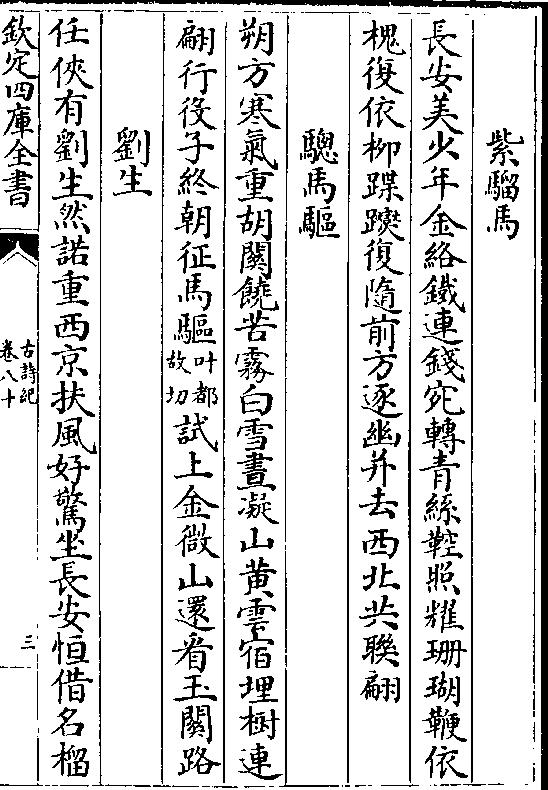 紫騮馬
長安美少年金絡鐵連錢宛轉青絲鞚照耀珊瑚鞭依
槐復依柳蹀躞復隨前方逐幽并去西北共聯翩
驄馬驅
朔方寒氣重胡關饒苦霧白雪晝凝山黄雲宿埋樹連
翩行役子終朝征馬驅叶都故切試上金微山還看玉關路
劉生
任俠有劉生然諾重西京扶風好驚坐長安恒借名榴
欽定四庫全書
古詩紀
卷八十
三